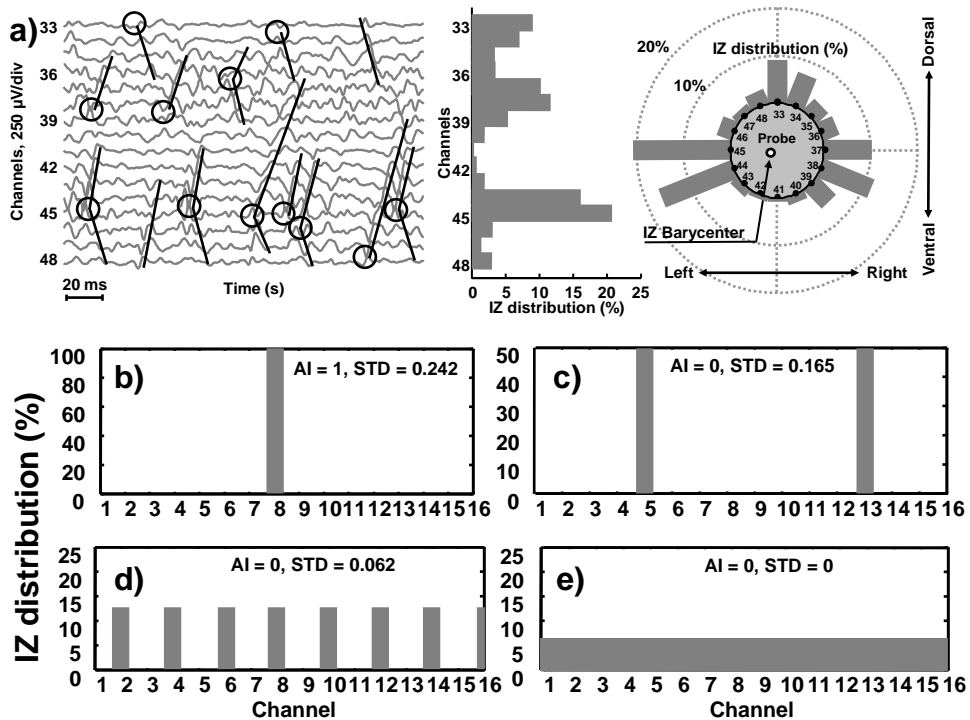 a)
Channels, 250 µV/div
33
36
39
42
45
48
20 ms
Time (s)
Channels
33
36
39
42
45
48
0 5 10 15 20 25
IZ distribution (%)
20%
IZ distribution (%)
10%
48 33 34
47 35
46 36
Probe
45 37
44 38
43 39
42 41 40
IZ Barycenter
Left
Right
Dorsal
Ventral
IZ distribution (%)
b)
AI = 1, STD = 0.242
100
80
60
40
20
0
1 2 3 4 5 6 7 8 9 10 11 12 13 14 15 16
c)
AI = 0, STD = 0.165
50
40
30
20
10
0
1 2 3 4 5 6 7 8 9 10 11 12 13 14 15 16
d)
AI = 0, STD = 0.062
25
20
15
10
5
0
1 2 3 4 5 6 7 8 9 10 11 12 13 14 15 16
Channel
e)
AI = 0, STD = 0
25
20
15
10
5
0
1 2 3 4 5 6 7 8 9 10 11 12 13 14 15 16
Channel